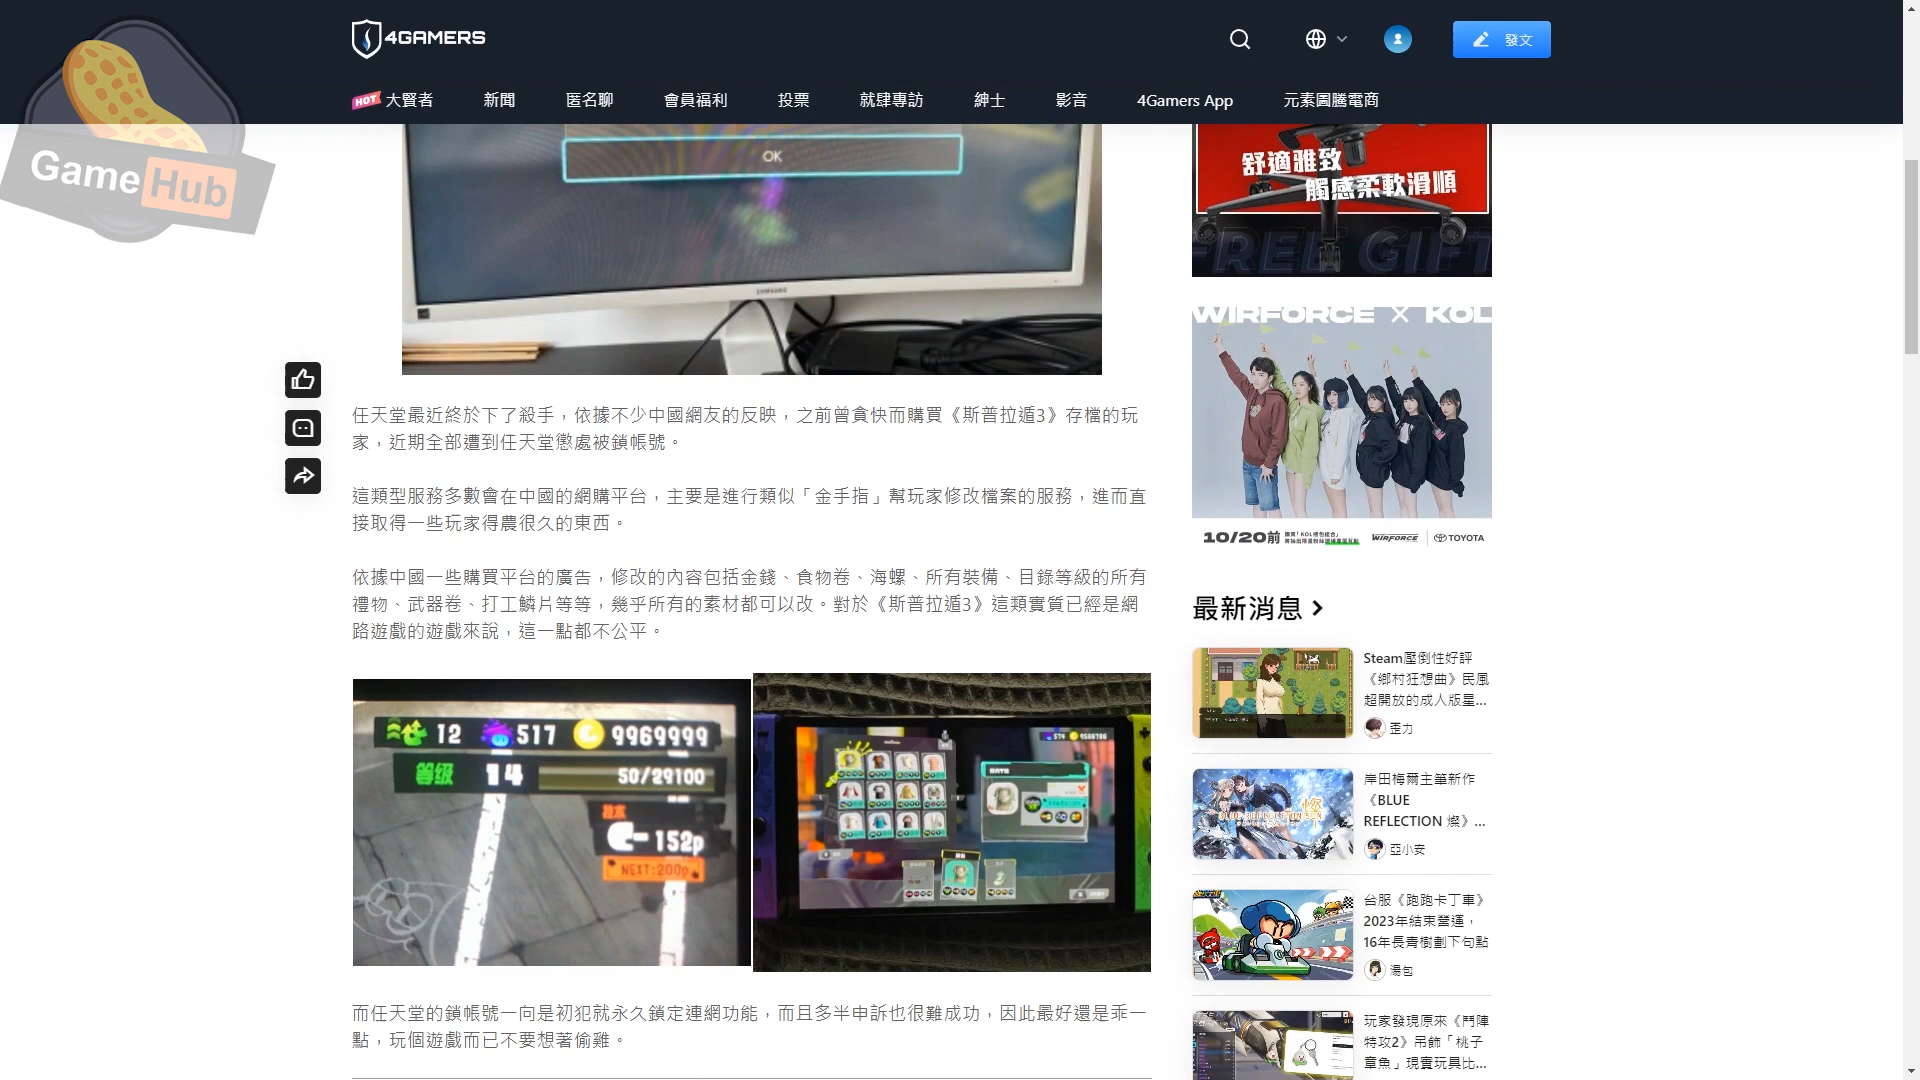 4GAMERS
發文
HOT 大賢者
新聞
匿名聊
會員福利
投票
就肆專訪
紳士
影音
4Gamers App
元素圖騰電商
GameHub
OK
SAMSUNG
舒適雅致
觸感柔軟滑順
FREE GIFT
WIRFORCE × KOL
10/20前
WIRFORCE
TOYOTA
任天堂最近終於下了殺手，依據不少中國網友的反映，之前曾貪快而購買《斯普拉遁3》存檔的玩
家，近期全部遭到任天堂懲處被鎖帳號。
這類型服務多數會在中國的網購平台，主要是進行類似「金手指」幫玩家修改檔案的服務，進而直
接取得一些玩家得農很久的東西。
依據中國一些購買平台的廣告，修改的內容包括金錢、食物卷、海螺、所有裝備、目錄等級的所有
禮物、武器卷、打工鱗片等等，幾乎所有的素材都可以改。對於《斯普拉遁3》這類實質已經是網
路遊戲的遊戲來說，這一點都不公平。
12 517 9969999
等级 14 50/29100
152p
NEXT:200p
而任天堂的鎖帳號一向是初犯就永久鎖定連網功能，而且多半申訴也很難成功，因此最好還是乖一
點，玩個遊戲而已不要想著偷雞。
最新消息
Steam壓倒性好評
《鄉村狂想曲》民風
超開放的成人版星...
歪力
岸田梅爾主筆新作
《BLUE
REFLECTION 燦》...
亞小安
台服《跑跑卡丁車》
2023年結束營運，
16年長青樹劃下句點
湯包
玩家發現原來《鬥陣
特攻2》吊飾「桃子
章魚」現實玩具比...